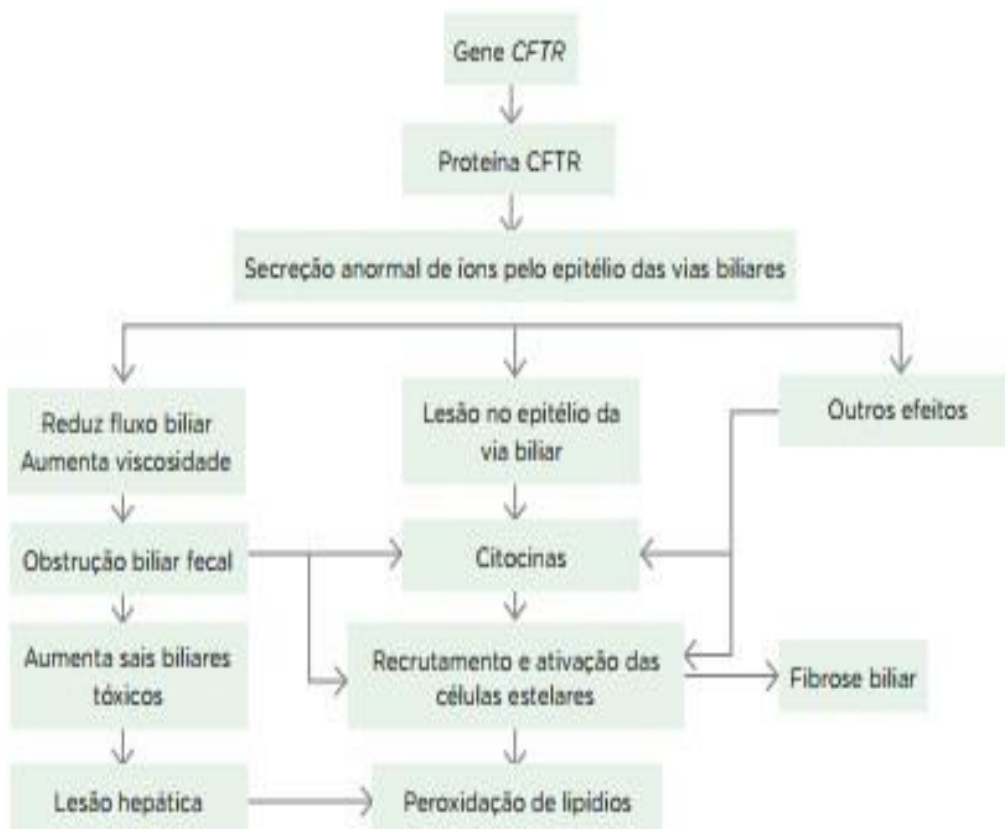 Gene CFTR
Proteína CFTR
Secreção anormal de íons pelo epitélio das vias biliares
Reduz fluxo biliar
Aumenta viscosidade
Lesão no epitélio da
via biliar
Outros efeitos
Obstrução biliar fecal
Citocinas
Aumenta sais biliares
tóxicos
Recrutamento e ativação das
células estelares
Fibrose biliar
Lesão hepática
Peroxidação de lipídios